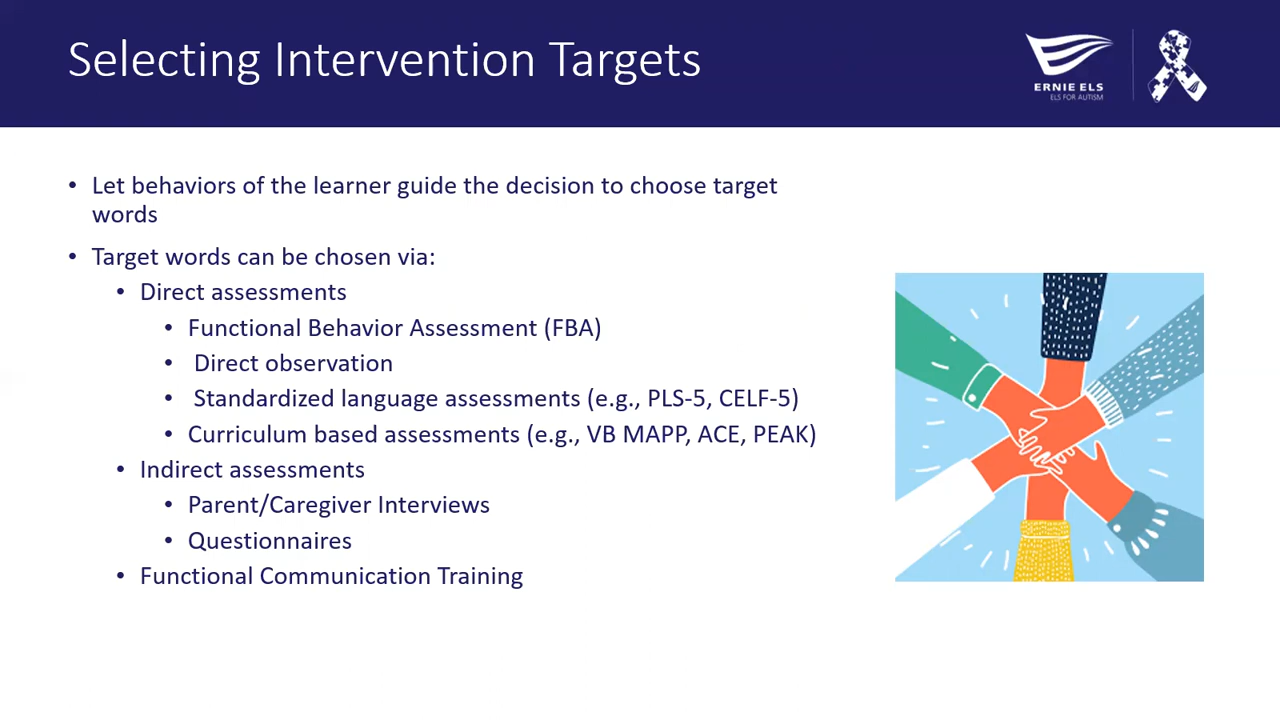 Selecting Intervention Targets
ERNIE ELS
ELS FOR AUTISM
• Let behaviors of the learner guide the decision to choose target
words
• Target words can be chosen via:
• Direct assessments
• Functional Behavior Assessment (FBA)
• Direct observation
• Standardized language assessments (e.g., PLS-5, CELF-5)
• Curriculum based assessments (e.g., VB MAPP, ACE, PEAK)
• Indirect assessments
• Parent/Caregiver Interviews
• Questionnaires
• Functional Communication Training